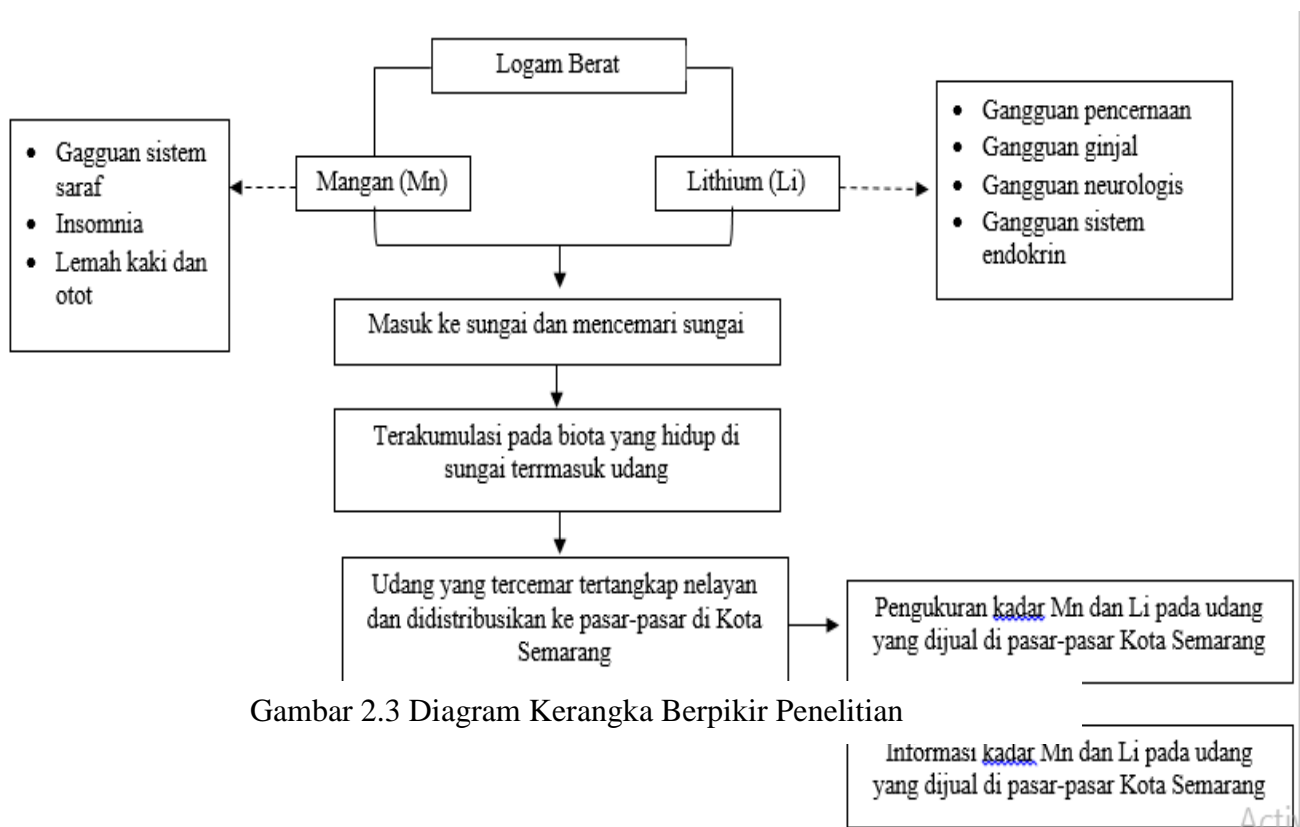 Logam Berat
Gagguan sistem
saraf
Insomnia
Lemah kaki dan
otot
Mangan (Mn)
Lithium (Li)
Gangguan pencernaan
Gangguan ginjal
Gangguan neurologis
Gangguan sistem
endokrin
Masuk ke sungai dan mencemari sungai
Terakumulasi pada biota yang hidup di
sungai terrmasuk udang
Udang yang tercemar tertangkap nelayan
dan didistribusikan ke pasar-pasar di Kota
Semarang
Pengukuran kadar Mn dan Li pada udang
yang dijual di pasar-pasar Kota Semarang
Gambar 2.3 Diagram Kerangka Berpikir Penelitian
Informasi kadar Mn dan Li pada udang
yang dijual di pasar-pasar Kota Semarang